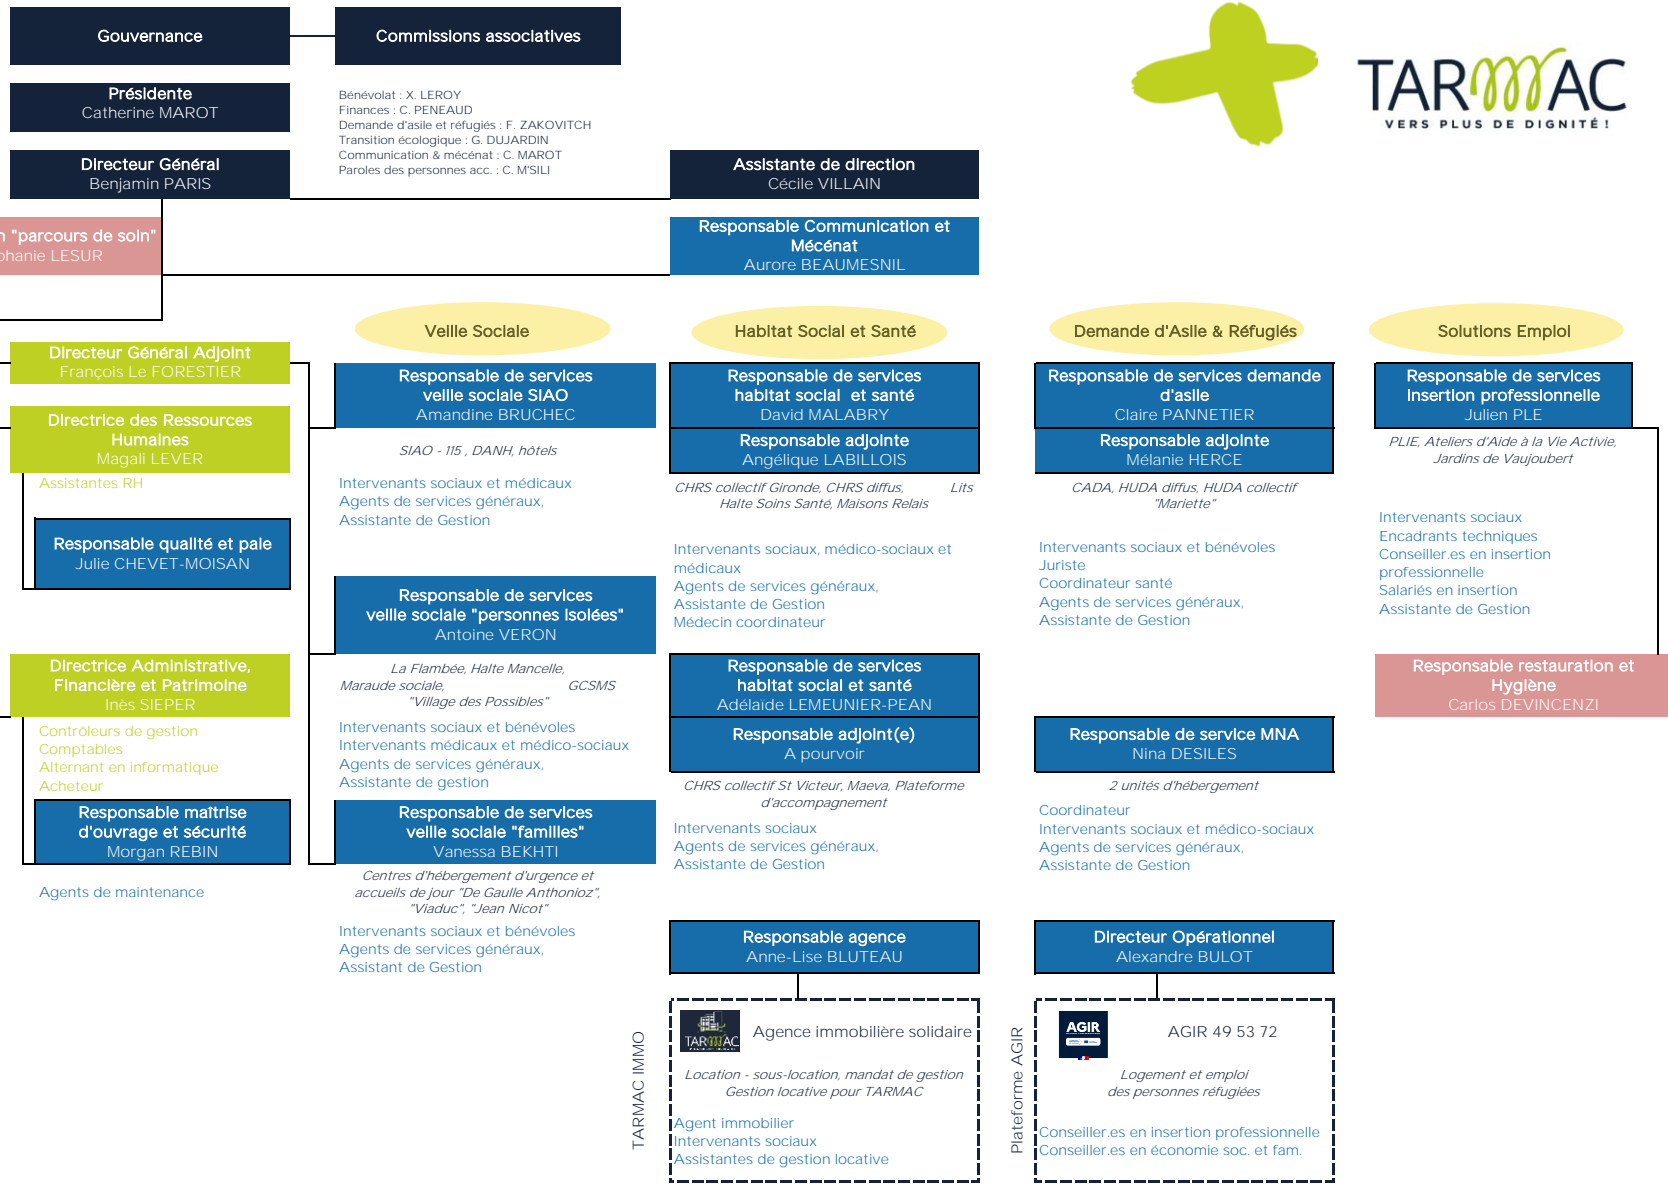 Gouvernance
Commissions associatives
Présidente
Catherine MAROT
Bénévolat : X. LEROY
Finances : C. PENEAUD
Demande d'asile et réfugiés : F. ZAKOVITCH
Transition écologique : G. DUJARDIN
Communication & mécénat : C. MAROT
Paroles des personnes acc. : C. M'SILI
TARMAC
VERS PLUS DE DIGNITÉ !
Directeur Général
Benjamin PARIS
Assistante de direction
Cécile VILLAIN
n "parcours de soin"
phanie LESUR
Responsable Communication et
Mécénat
Aurore BEAUMESNIL
Directeur Général Adjoint
François Le FORESTIER
Directrice des Ressources
Humaines
Magali LEVER
Assistantes RH
Responsable qualité et paie
Julie CHEVET-MOISAN
Directrice Administrative,
Financière et Patrimoine
Inès SIEPER
Contrôleurs de gestion
Comptables
Alternant en informatique
Acheteur
Responsable maîtrise
d'ouvrage et sécurité
Morgan REBIN
Agents de maintenance
Veille Sociale
Responsable de services
veille sociale SIAO
Amandine BRUCHEC
SIAO - 115 , DANH, hôtels
Intervenants sociaux et médicaux
Agents de services généraux,
Assistante de Gestion
Responsable de services
veille sociale "personnes isolées"
Antoine VERON
La Flambée, Halte Mancelle,
Maraude sociale, GCSMS
"Village des Possibles"
Intervenants sociaux et bénévoles
Intervenants médicaux et médico-sociaux
Agents de services généraux,
Assistante de gestion
Responsable de services
veille sociale "familles"
Vanessa BEKHTI
Centres d'hébergement d'urgence et
accueils de jour "De Gaulle Anthonioz",
"Viaduc", "Jean Nicot"
Intervenants sociaux et bénévoles
Agents de services généraux,
Assistant de Gestion
Habitat Social et Santé
Responsable de services
habitat social et santé
David MALABRY
Responsable adjointe
Angélique LABILLOIS
CHRS collectif Gironde, CHRS diffus, Lits
Halte Soins Santé, Maisons Relais
Intervenants sociaux, médico-sociaux et
médicaux
Agents de services généraux,
Assistante de Gestion
Médecin coordinateur
Responsable de services
habitat social et santé
Adélaïde LEMEUNIER-PEAN
Responsable adjoint(e)
A pourvoir
CHRS collectif St Victeur, Maeva, Plateforme
d'accompagnement
Intervenants sociaux
Agents de services généraux,
Assistante de Gestion
Responsable agence
Anne-Lise BLUTEAU
TARMAC IMMO
TARMAC
Agence immobilière solidaire
Location - sous-location, mandat de gestion
Gestion locative pour TARMAC
Agent immobilier
Intervenants sociaux
Assistantes de gestion locative
Demande d'Asile & Réfugiés
Responsable de services demande
d'asile
Claire PANNETIER
Responsable adjointe
Mélanie HERCE
CADA, HUDA diffus, HUDA collectif
"Mariette"
Intervenants sociaux et bénévoles
Juriste
Coordinateur santé
Agents de services généraux,
Assistante de Gestion
Responsable de service MNA
Nina DESILES
2 unités d'hébergement
Coordinateur
Intervenants sociaux et médico-sociaux
Agents de services généraux,
Assistante de Gestion
Directeur Opérationnel
Alexandre BULOT
Plateforme AGIR
AGIR
AGIR 49 53 72
Logement et emploi
des personnes réfugiées
Conseiller.es en insertion professionnelle
Conseiller.es en économie soc. et fam.
Solutions Emploi
Responsable de services
insertion professionnelle
Julien PLE
PLIE, Ateliers d'Aide à la Vie Activie,
Jardins de Vaujoubert
Intervenants sociaux
Encadrants techniques
Conseiller.es en insertion
professionnelle
Salariés en insertion
Assistante de Gestion
Responsable restauration et
Hygiène
Carlos DEVINCENZI